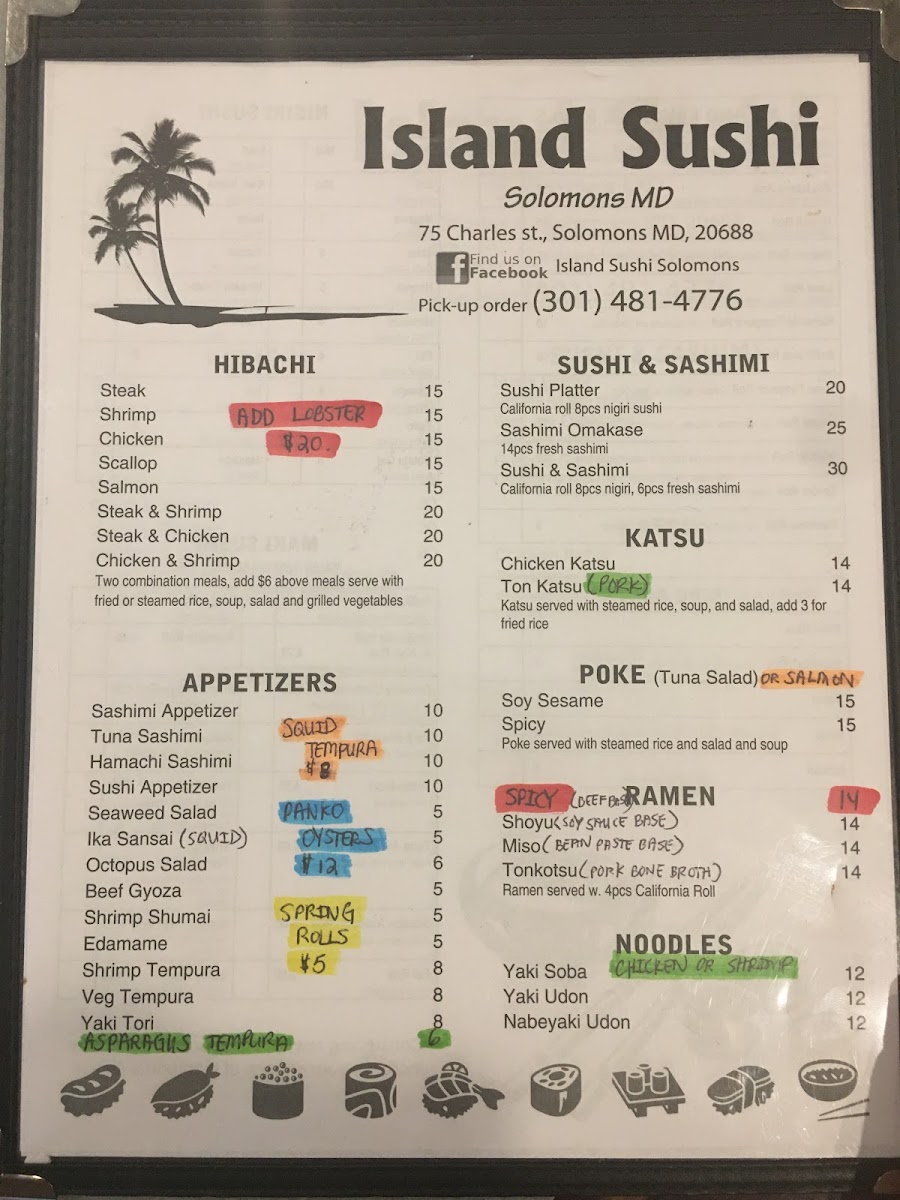 Island Sushi
Solomons MD
75 Charles st., Solomons MD, 20688
f Find us on Facebook Island Sushi Solomons
Pick-up order (301) 481-4776
HIBACHI
Steak 15
Shrimp 15
Chicken 15
Scallop 15
Salmon 15
Steak & Shrimp 20
Steak & Chicken 20
Chicken & Shrimp 20
ADD LOBSTER
$20.
Two combination meals, add $6 above meals serve with
fried or steamed rice, soup, salad and grilled vegetables
APPETIZERS
Sashimi Appetizer 10
Tuna Sashimi 10
Hamachi Sashimi 10
Sushi Appetizer 10
Seaweed Salad 5
Ika Sansai (SQUID) 5
Octopus Salad 6
Beef Gyoza 5
Shrimp Shumai 5
Edamame 5
Shrimp Tempura 8
Veg Tempura 8
Yaki Tori 8
ASPARAGUS TEMPURA 6
SQUID
TEMPURA
$8
PANKO
OYSTERS
$12
SPRING
ROLLS
$5
SUSHI & SASHIMI
Sushi Platter 20
California roll 8pcs nigiri sushi
Sashimi Omakase 25
14pcs fresh sashimi
Sushi & Sashimi 30
California roll 8pcs nigiri, 6pcs fresh sashimi
KATSU
Chicken Katsu 14
Ton Katsu (PORK) 14
Katsu served with steamed rice, soup, and salad, add 3 for
fried rice
POKE (Tuna Salad) OR SALMON
Soy Sesame 15
Spicy 15
Poke served with steamed rice and salad and soup
RAMEN
SPICY (BEEF 14
Shoyu (SOY SAUCE BASE) 14
Miso (BEAN PASTE BASE) 14
Tonkotsu (PORK BONE BROTH) 14
Ramen served w. 4pcs California Roll
NOODLES
CHICKEN OR SHRIMP
Yaki Soba 12
Yaki Udon 12
Nabeyaki Udon 12